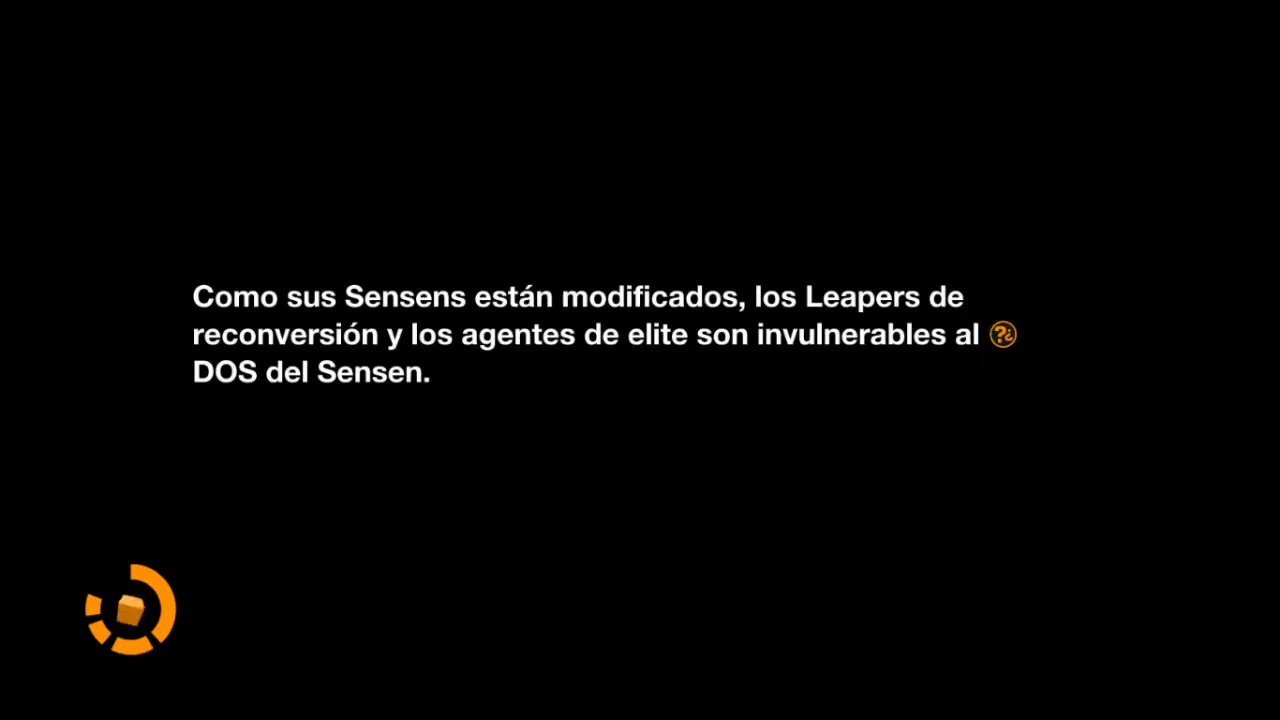 Como sus Sensens están modificados, los Leapers de
reconversión y los agentes de elite son invulnerables al
DOS del Sensen.